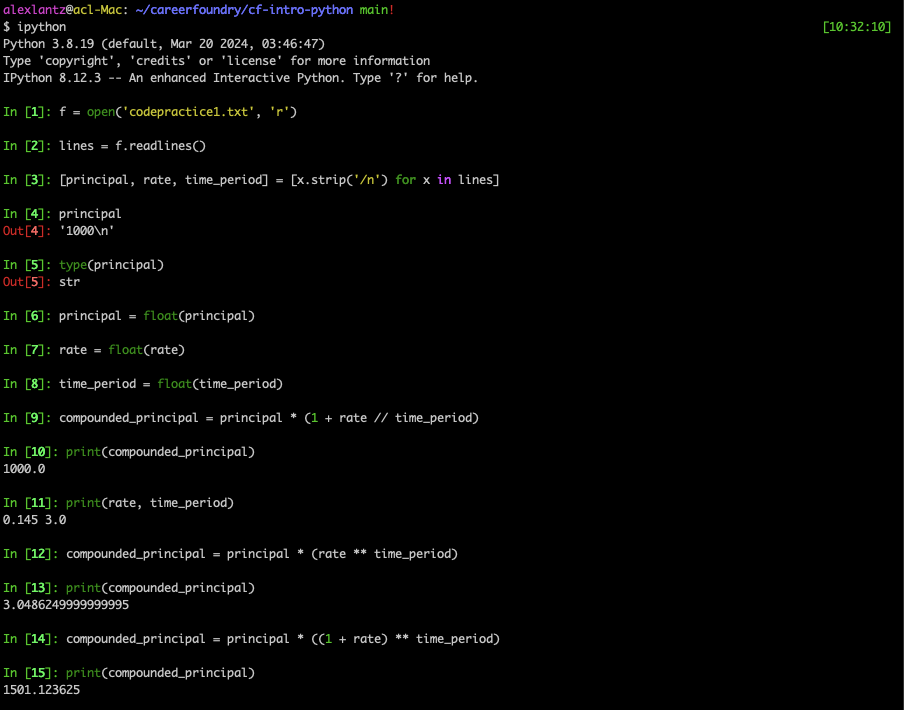 alexlantz@acl-Mac: ~/careerfoundry/cf-intro-python main!
$ ipython [10:32:10]
Python 3.8.19 (default, Mar 20 2024, 03:46:47)
Type 'copyright', 'credits' or 'license' for more information
IPython 8.12.3 -- An enhanced Interactive Python. Type '?' for help.
In [1]: f = open('codepractice1.txt', 'r')
In [2]: lines = f.readlines()
In [3]: [principal, rate, time_period] = [x.strip('/n') for x in lines]
In [4]: principal
Out[4]: '1000\n'
In [5]: type(principal)
Out[5]: str
In [6]: principal = float(principal)
In [7]: rate = float(rate)
In [8]: time_period = float(time_period)
In [9]: compounded_principal = principal * (1 + rate // time_period)
In [10]: print(compounded_principal)
1000.0
In [11]: print(rate, time_period)
0.145 3.0
In [12]: compounded_principal = principal * (rate ** time_period)
In [13]: print(compounded_principal)
3.0486249999999995
In [14]: compounded_principal = principal * ((1 + rate) ** time_period)
In [15]: print(compounded_principal)
1501.123625